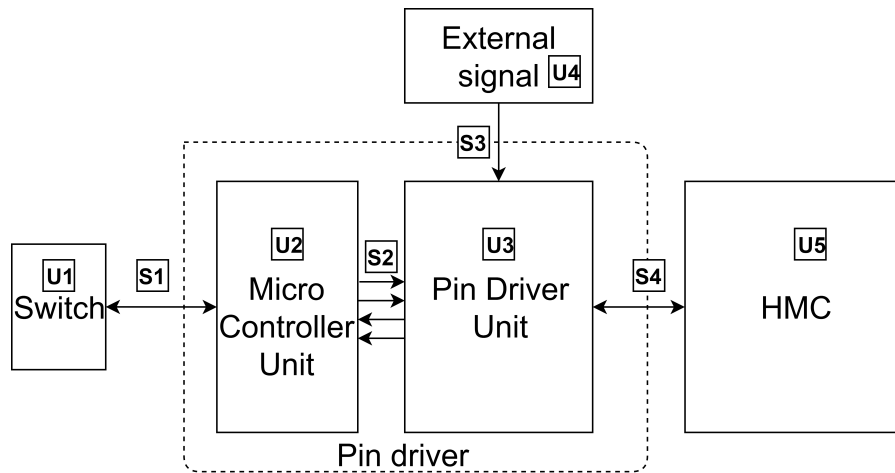 External
signal U4
S3
U1
Switch
S1
U2
Micro
Controller
Unit
S2
U3
Pin Driver
Unit
S4
U5
HMC
Pin driver